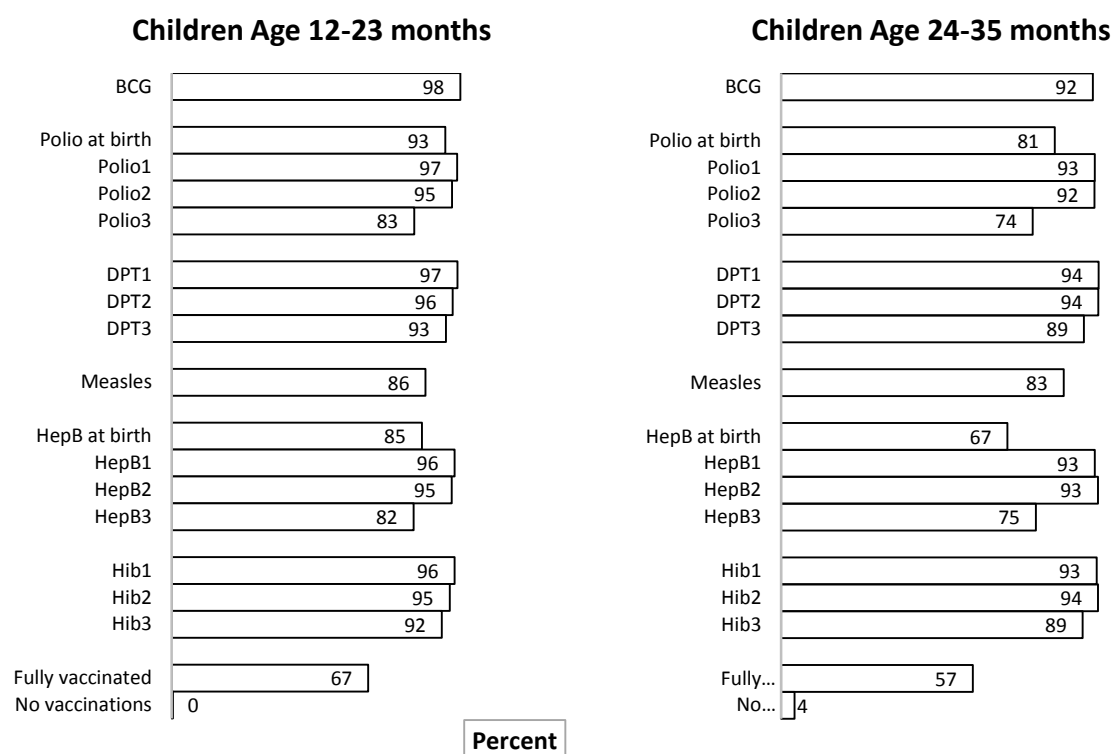 Children Age 12-23 months
BCG 98
Polio at birth 93
Polio1 97
Polio2 95
Polio3 83
DPT1 97
DPT2 96
DPT3 93
Measles 86
HepB at birth 85
HepB1 96
HepB2 95
HepB3 82
Hib1 96
Hib2 95
Hib3 92
Fully vaccinated 67
No vaccinations 0
Children Age 24-35 months
BCG 92
Polio at birth 81
Polio1 93
Polio2 92
Polio3 74
DPT1 94
DPT2 94
DPT3 89
Measles 83
HepB at birth 67
HepB1 93
HepB2 93
HepB3 75
Hib1 93
Hib2 94
Hib3 89
Fully... 57
No... 4
Percent